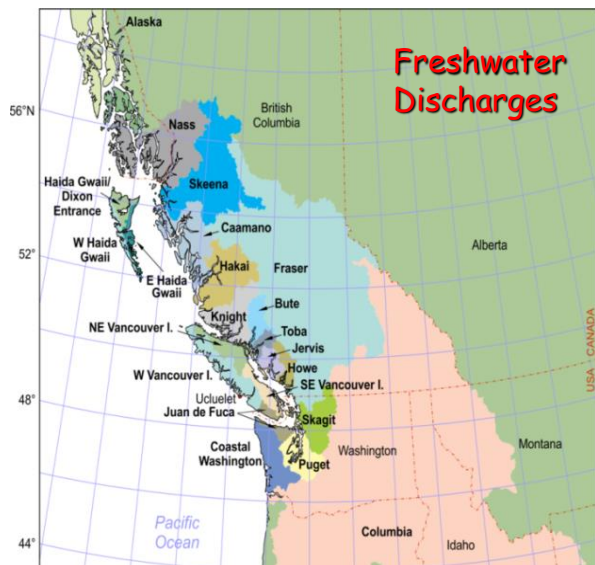 Freshwater
Discharges
Alaska
56°N
British
Columbia
Nass
Skeena
Haida Gwaii/
Dixon
Entrance
Caamano
Alberta
52°
W Haida
Gwaii
E Haida
Gwaii
Hakai
Fraser
Bute
Knight
NE Vancouver I.
Toba
Jervis
Howe
USA
CANADA
W Vancouver I.
SE Vancouver I.
48°
Ucluelet
Juan de Fuca
Skagit
Coastal
Washington
Washington
Montana
Puget
Pacific
Ocean
Columbia
Idaho
44°